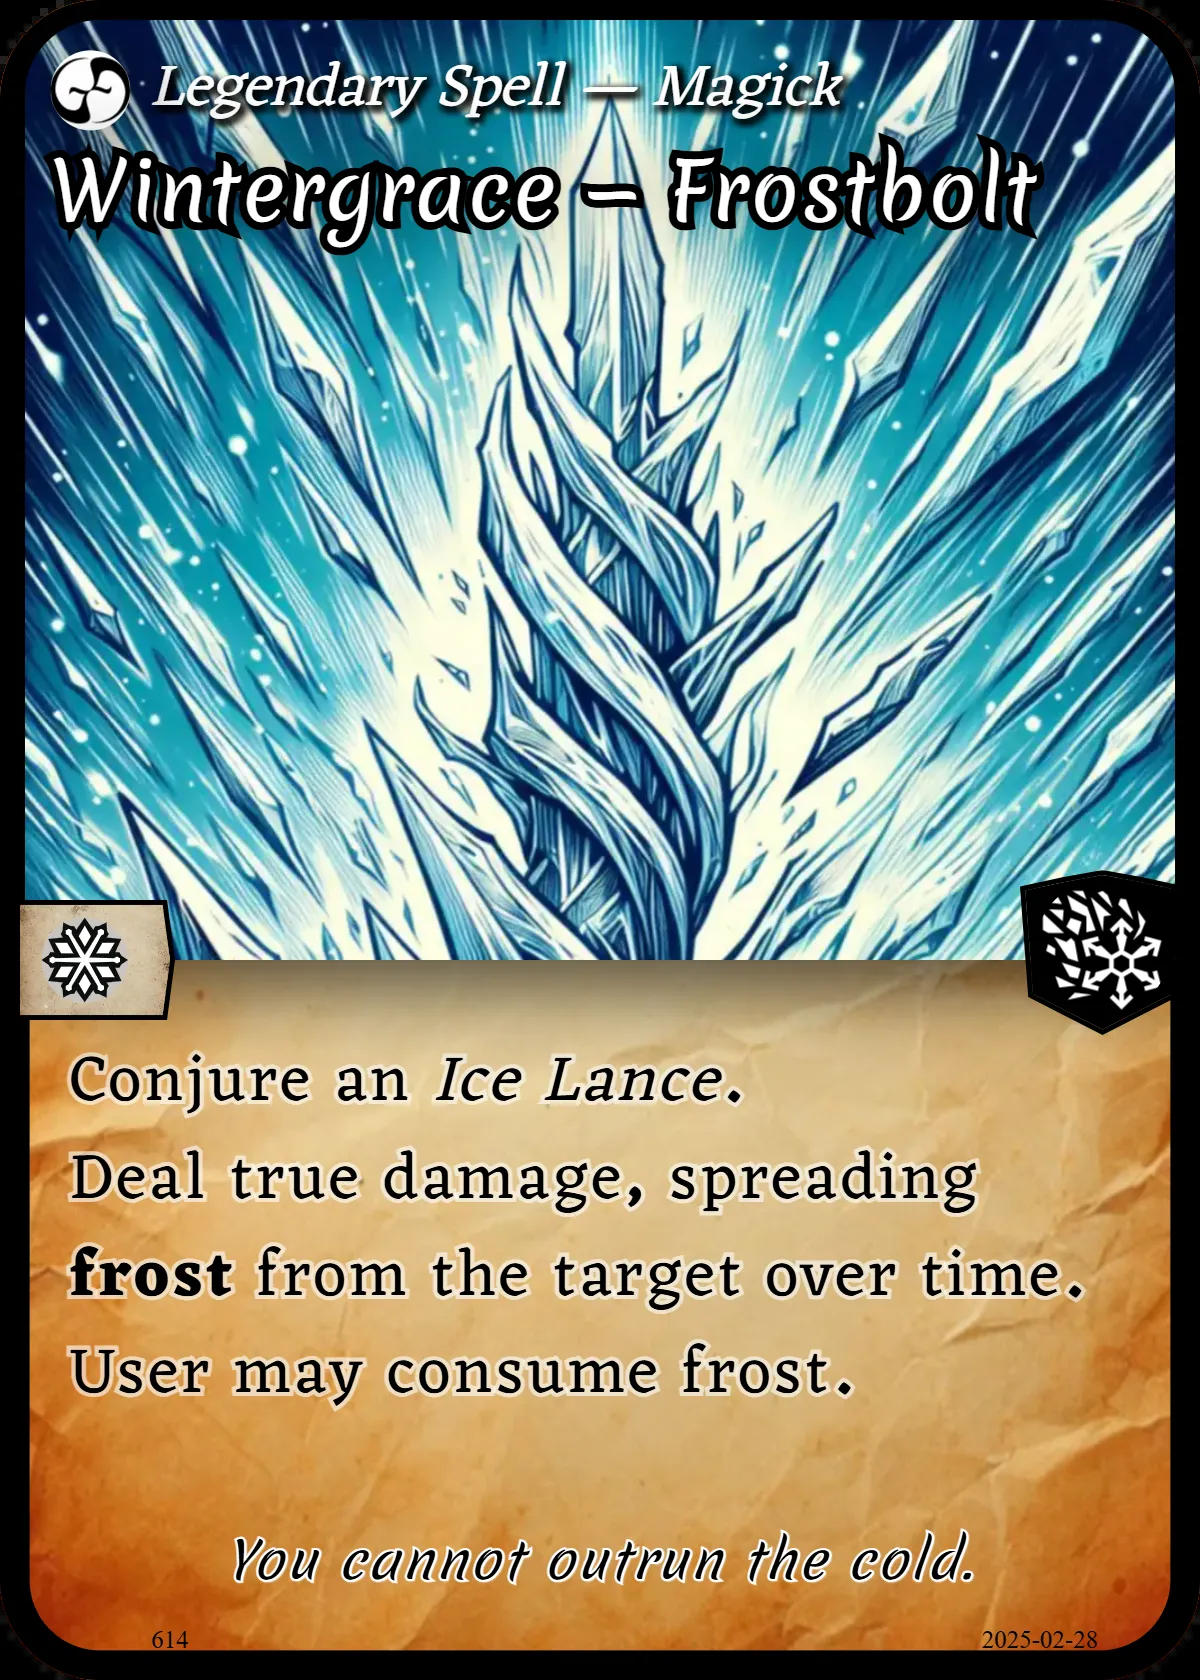 Legendary Spell — Magick
Wintergrace – Frostbolt
Conjure an Ice Lance.
Deal true damage, spreading
frost from the target over time.
User may consume frost.
You cannot outrun the cold.
614
2025-02-28